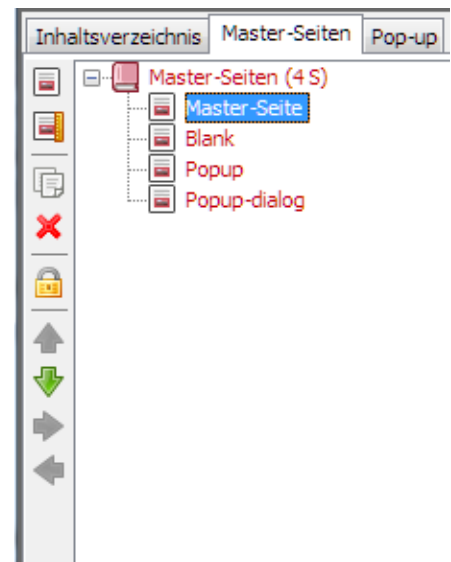 Inhaltsverzeichnis Master-Seiten Pop-up
Master-Seiten (4 S)
Master-Seite
Blank
Popup
Popup-dialog